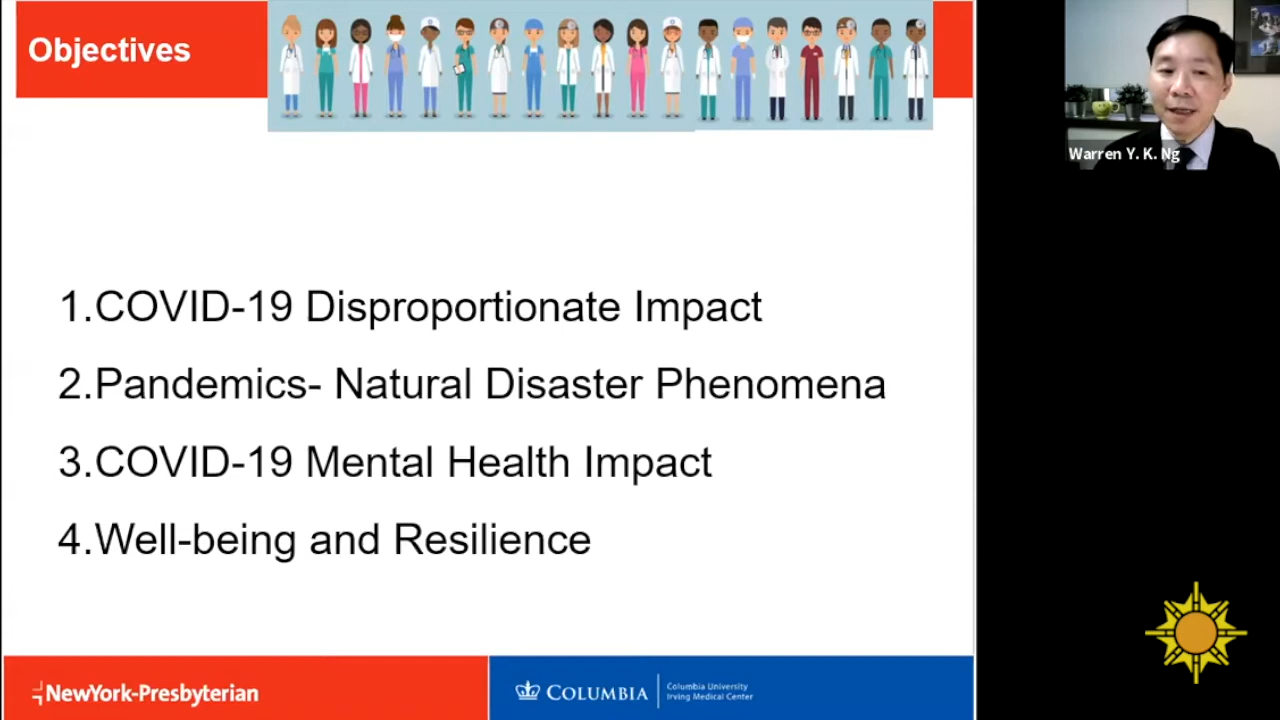 Objectives
Warren Y. K. Ng
1.COVID-19 Disproportionate Impact
2.Pandemics- Natural Disaster Phenomena
3.COVID-19 Mental Health Impact
4.Well-being and Resilience
NewYork-Presbyterian
COLUMBIA
Columbia University
Irving Medical Center